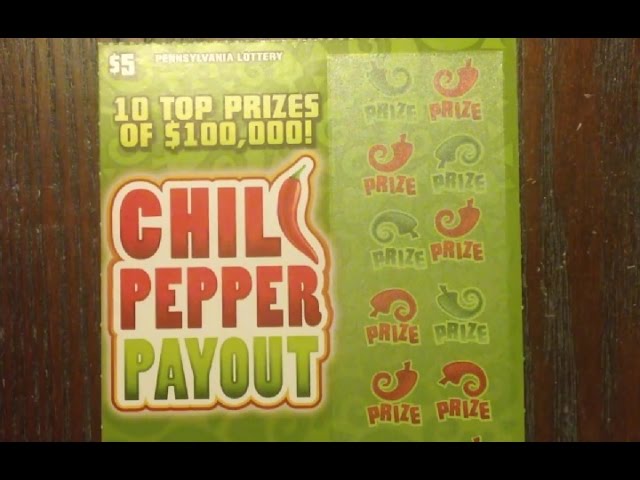 $5 PENNSYLVANIA LOTTERY
10 TOP PRIZES
OF $100,000!
CHILI
PEPPER
PAYOUT
PRIZE PRIZE
PRIZE PRIZE
PRIZE PRIZE
PRIZE PRIZE
PRIZE PRIZE